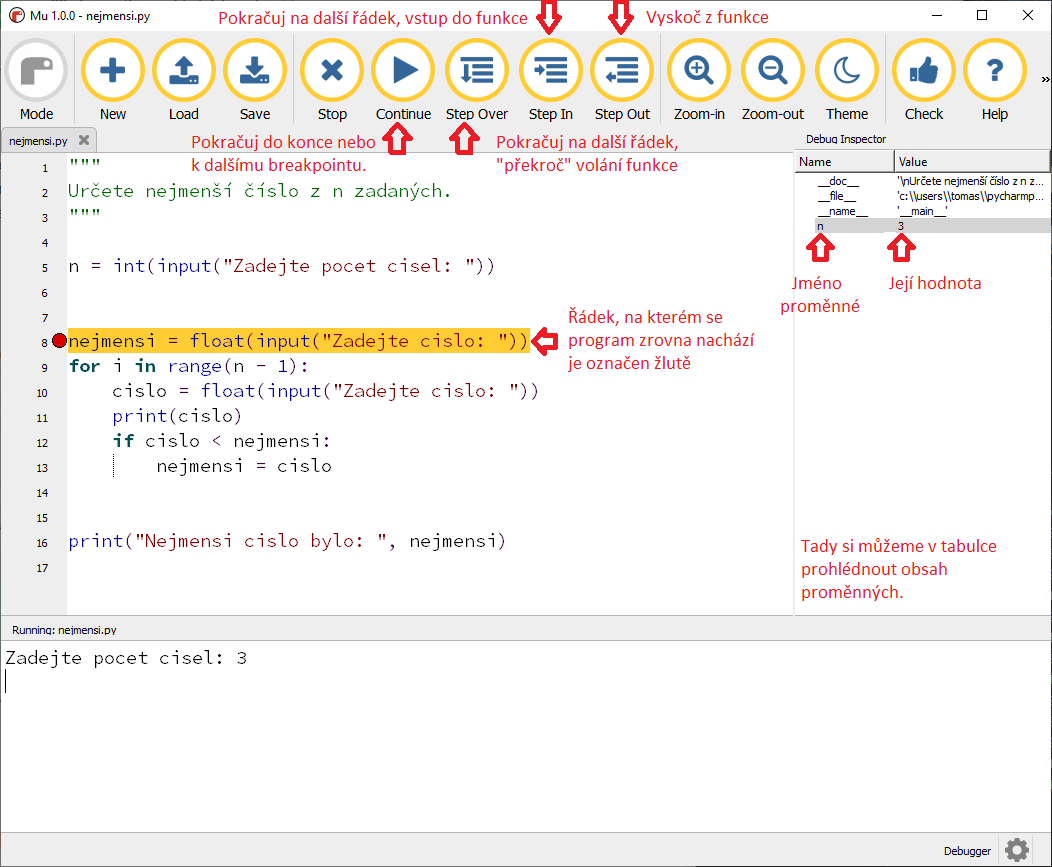 Mu 1.0.0 - nejmensi.py
Pokračuj na další řádek, vstup do funkce
Vyskoč z funkce
Mode
New
Load
Save
Stop
Continue
Step Over
Step In
Step Out
Zoom-in
Zoom-out
Theme
Check
Help
»
nejmensi.py
Pokračuj do konce nebo
k dalšímu breakpointu.
Pokračuj na další řádek,
"překroč" volání funkce
Debug Inspector
Name Value
__doc__ '\nUrčete nejmenší číslo z n z...
__file__ 'c:\\users\\tomas\\pycharmp...
__name__ '__main__'
n 3
Jméno
proměnné
Její hodnota
1 """
2 Určete nejmenší číslo z n zadaných.
3 """
4
5 n = int(input("Zadejte pocet cisel: "))
6
7
8 nejmensi = float(input("Zadejte cislo: "))
9 for i in range(n - 1):
10 cislo = float(input("Zadejte cislo: "))
11 print(cislo)
12 if cislo < nejmensi:
13 nejmensi = cislo
14
15
16 print("Nejmensi cislo bylo: ", nejmensi)
17
Řádek, na kterém se
program zrovna nachází
je označen žlutě
Tady si můžeme v tabulce
prohlédnout obsah
proměnných.
Running: nejmensi.py
Zadejte pocet cisel: 3
Debugger